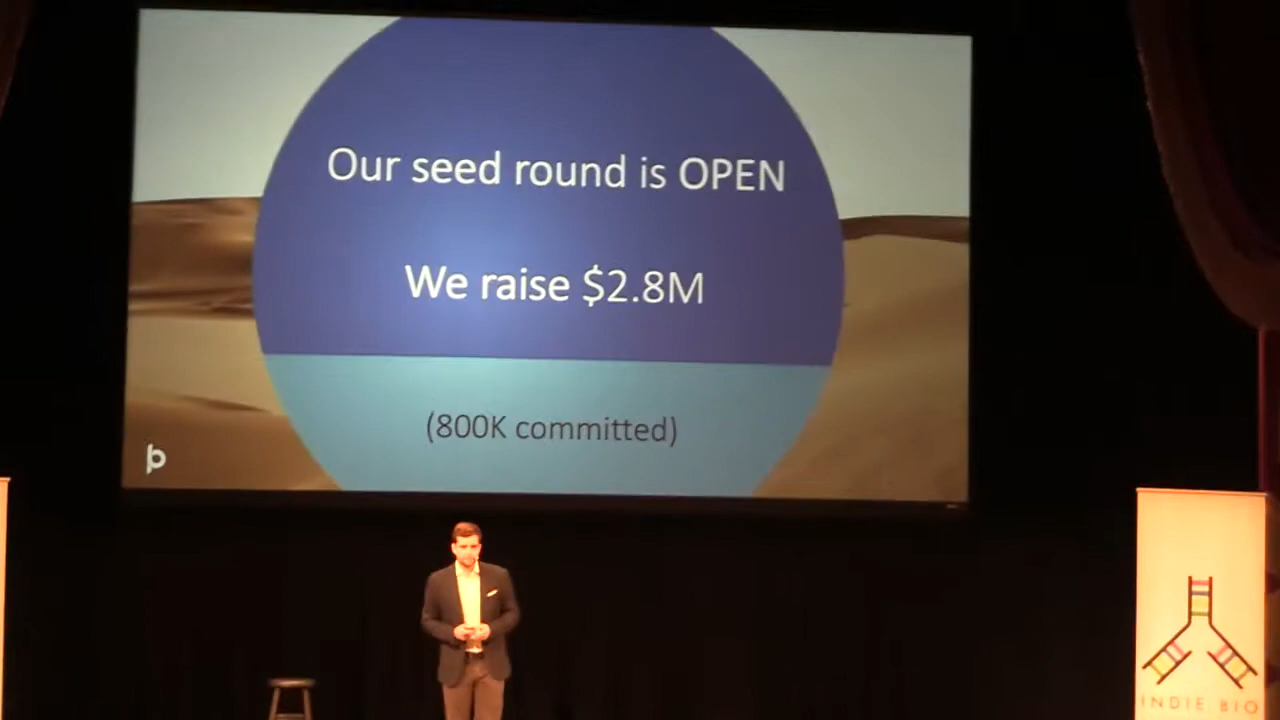 Our seed round is OPEN
We raise $2.8M
(800K committed)
b
INDIE BIO